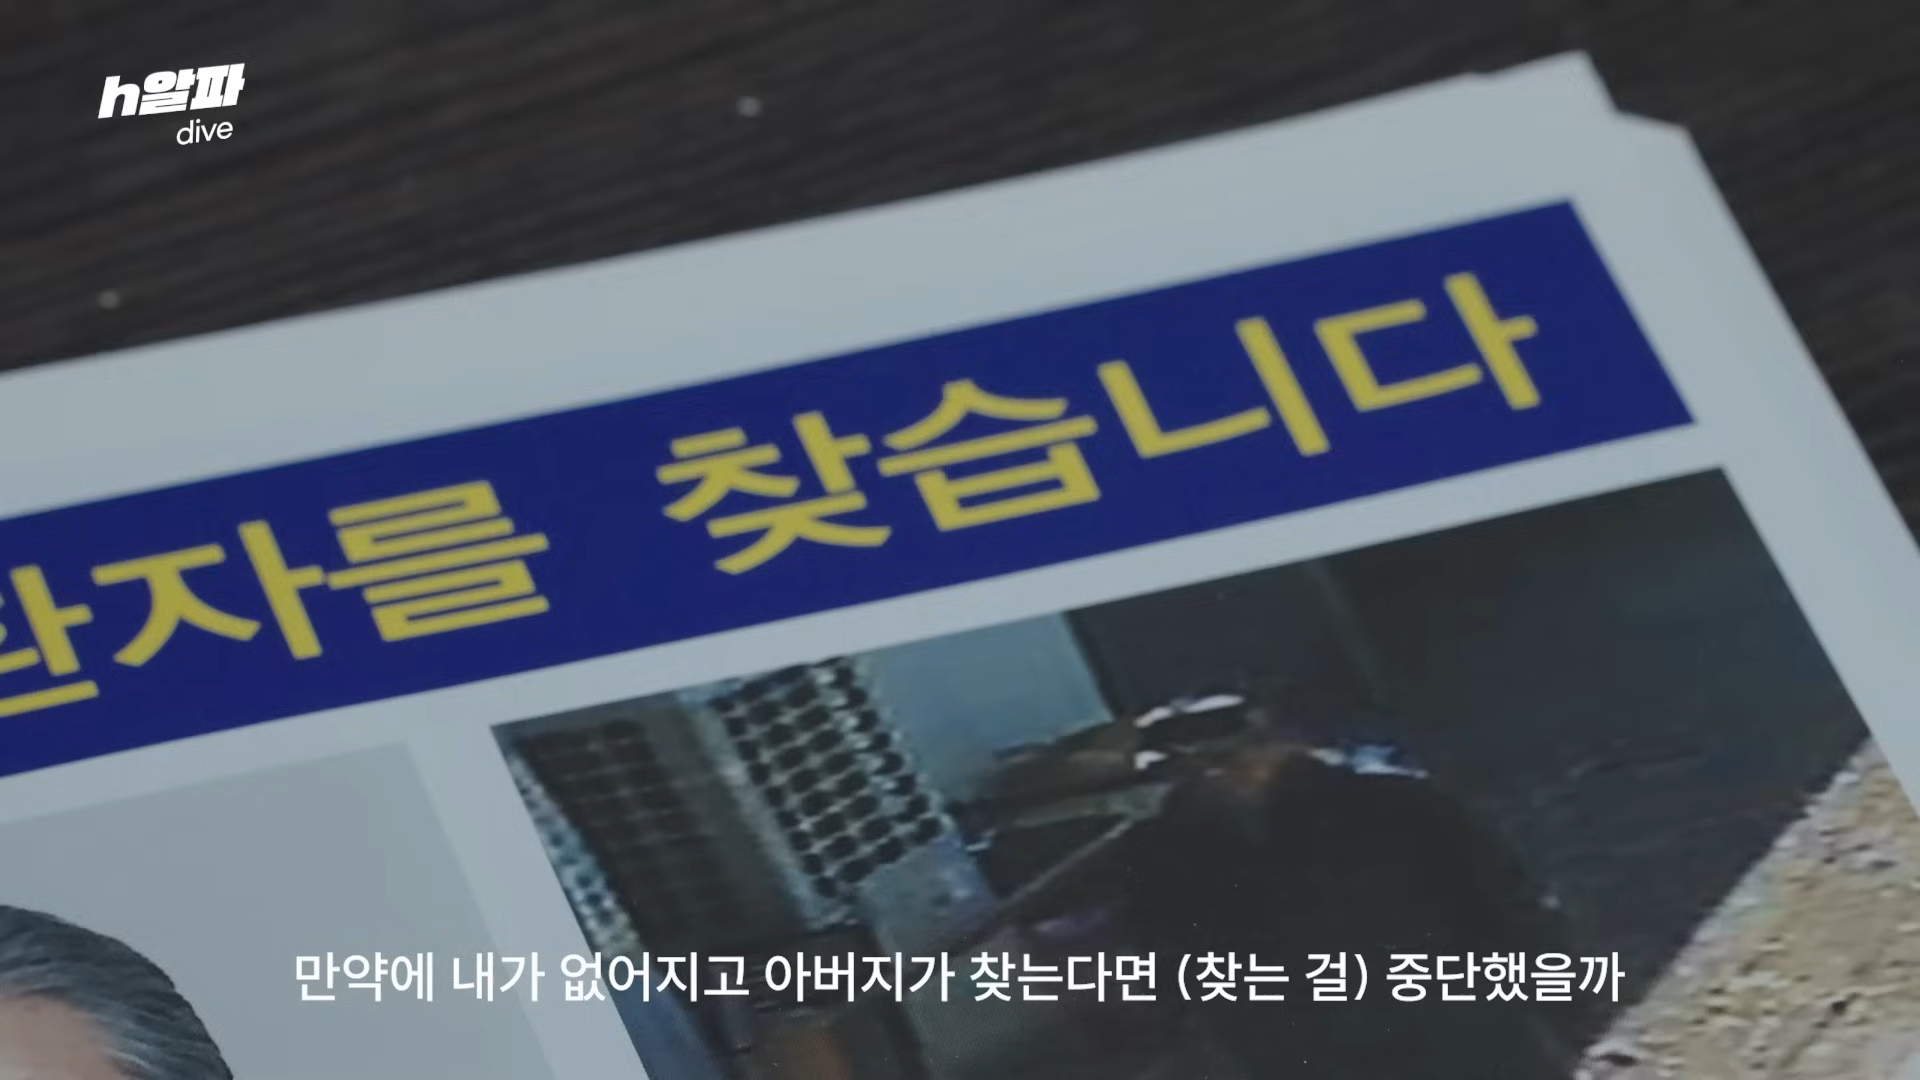 h알파
dive
환자를 찾습니다
만약에 내가 없어지고 아버지가 찾는다면 (찾는 걸) 중단했을까